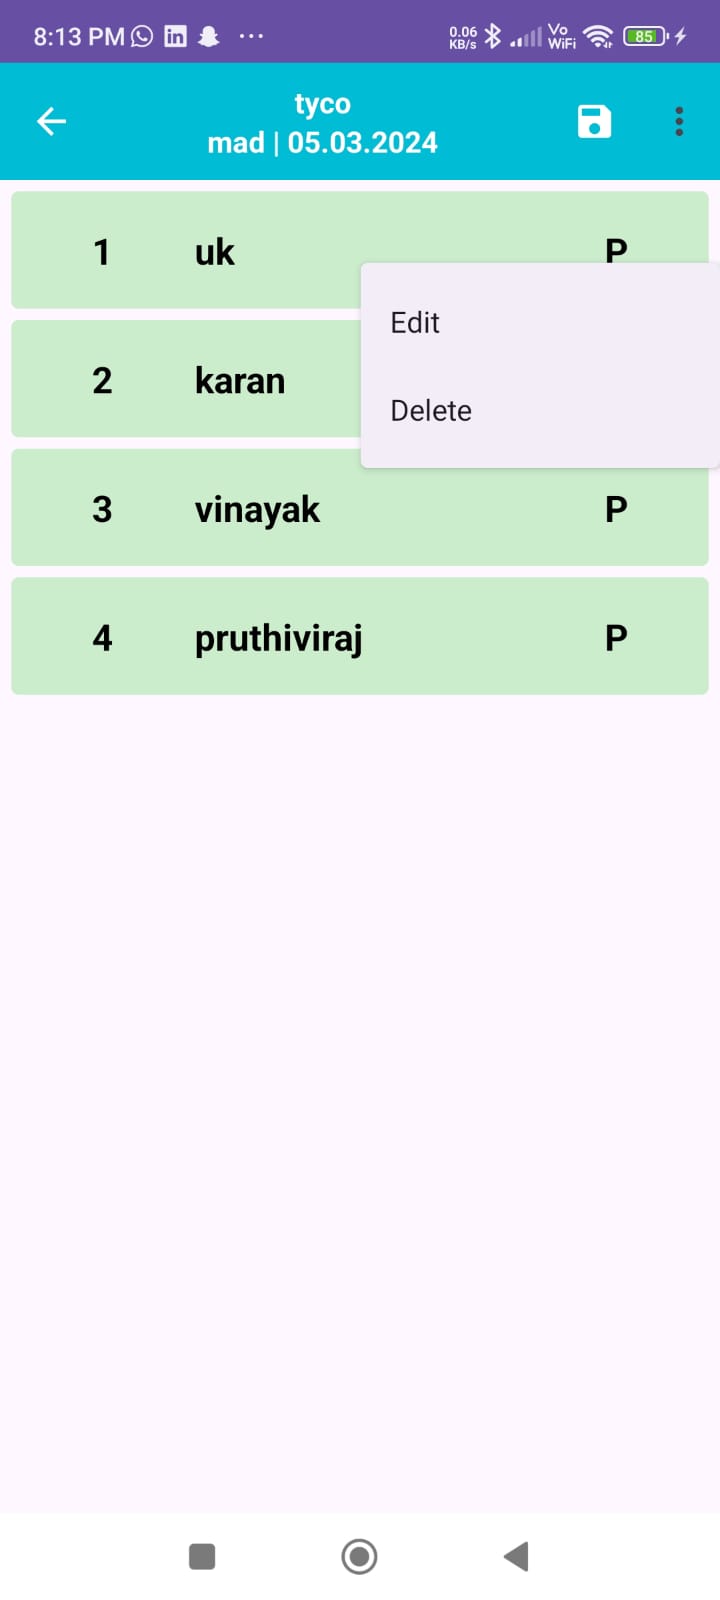 8:13 PM ... 0.06 KB/s Vo WiFi 85
tyco
mad | 05.03.2024
1 uk P
Edit
2 karan
Delete
3 vinayak P
4 pruthiviraj P